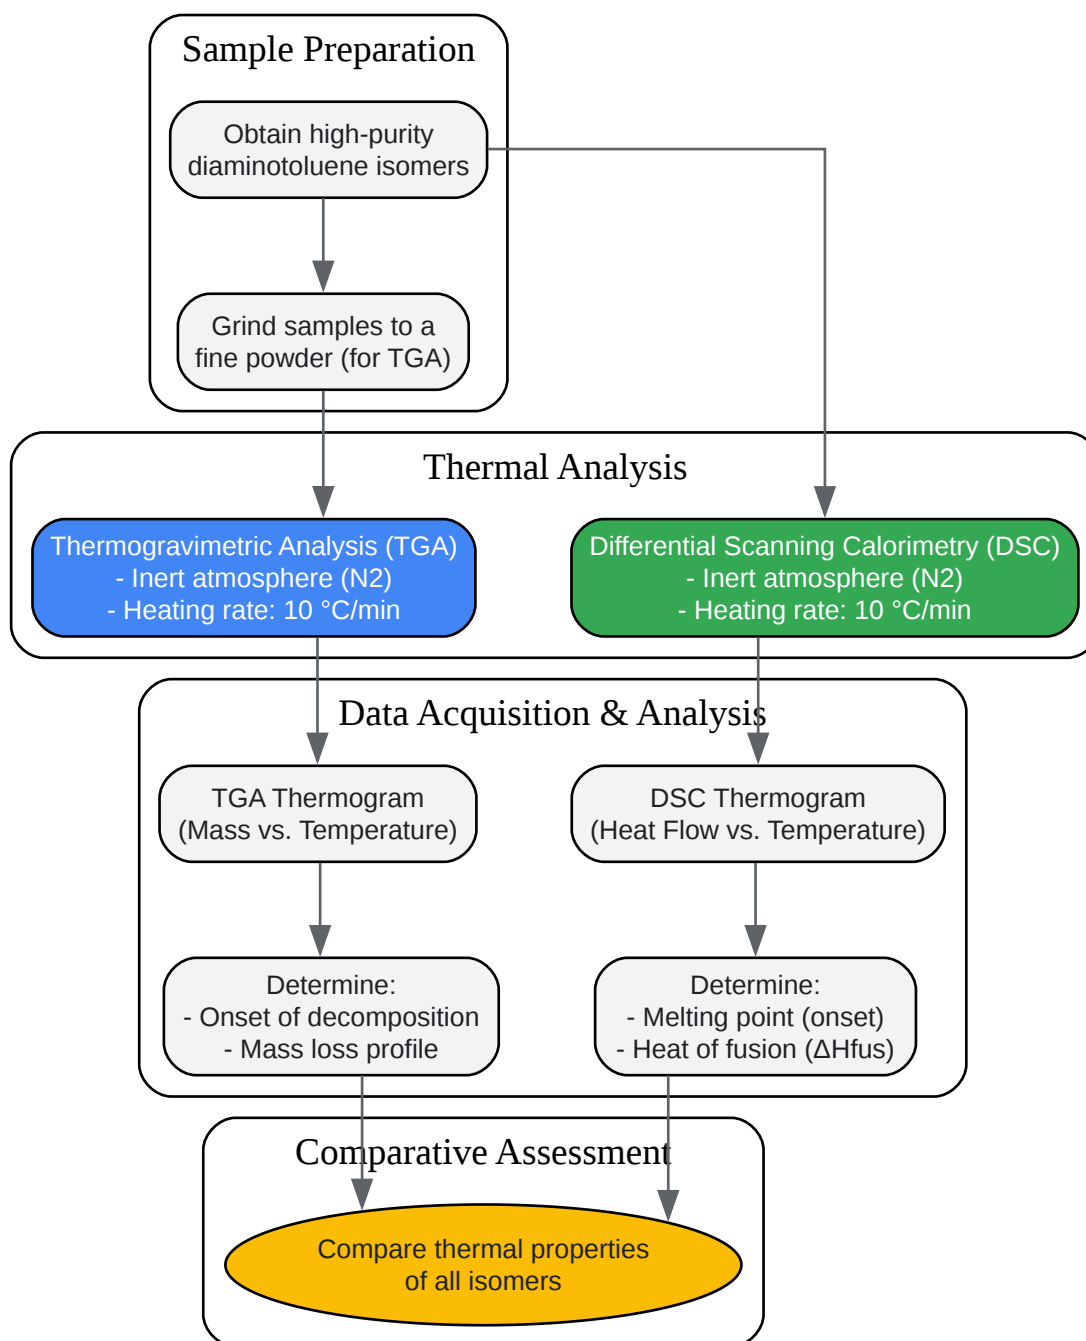 Sample Preparation
Obtain high-purity
diaminotoluene isomers
Grind samples to a
fine powder (for TGA)
Thermal Analysis
Thermogravimetric Analysis (TGA)
- Inert atmosphere (N2)
- Heating rate: 10 °C/min
Differential Scanning Calorimetry (DSC)
- Inert atmosphere (N2)
- Heating rate: 10 °C/min
Data Acquisition & Analysis
TGA Thermogram
(Mass vs. Temperature)
DSC Thermogram
(Heat Flow vs. Temperature)
Determine:
- Onset of decomposition
- Mass loss profile
Determine:
- Melting point (onset)
- Heat of fusion (ΔHfus)
Comparative Assessment
Compare thermal properties
of all isomers